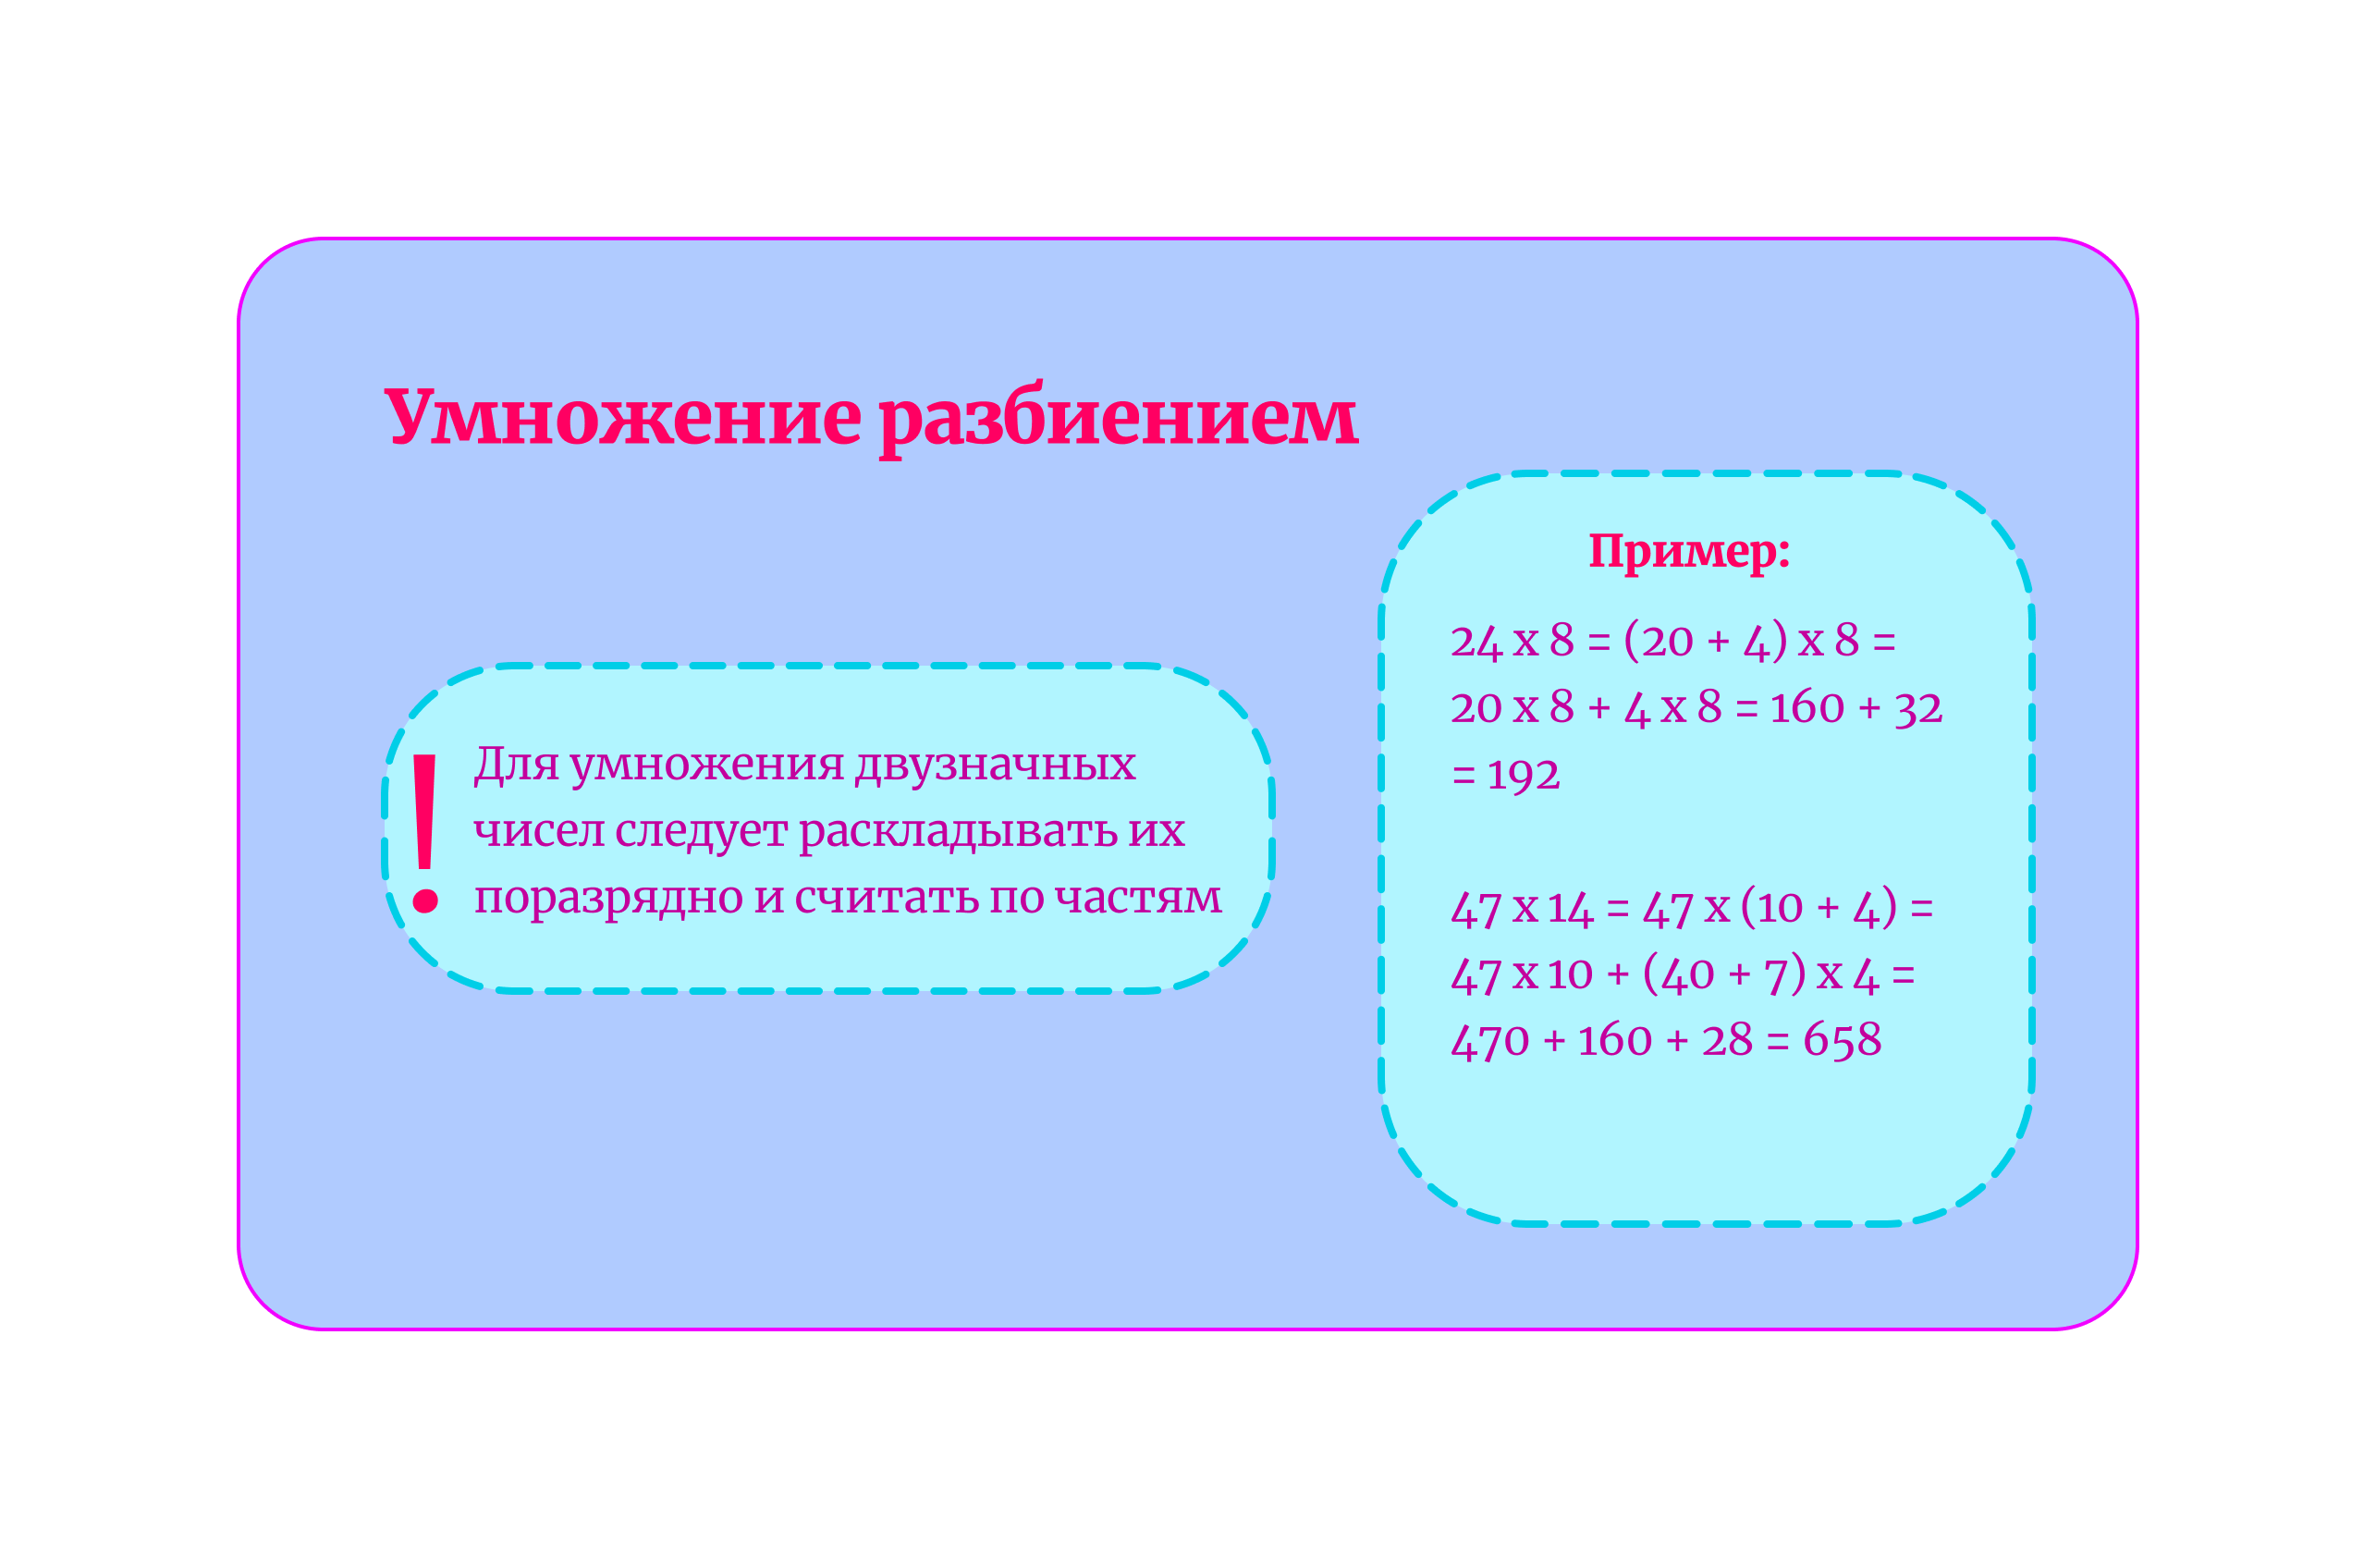 Умножение разбиением
!
Для умножения двузначных
чисел следует раскладывать их
поразрядно и считать по частям
Пример:
24 х 8 = (20 + 4) х 8 =
20 х 8 + 4 х 8 = 160 + 32
= 192
47 х 14 = 47 х (10 + 4) =
47 х 10 + (40 + 7) х 4 =
470 + 160 + 28 = 658